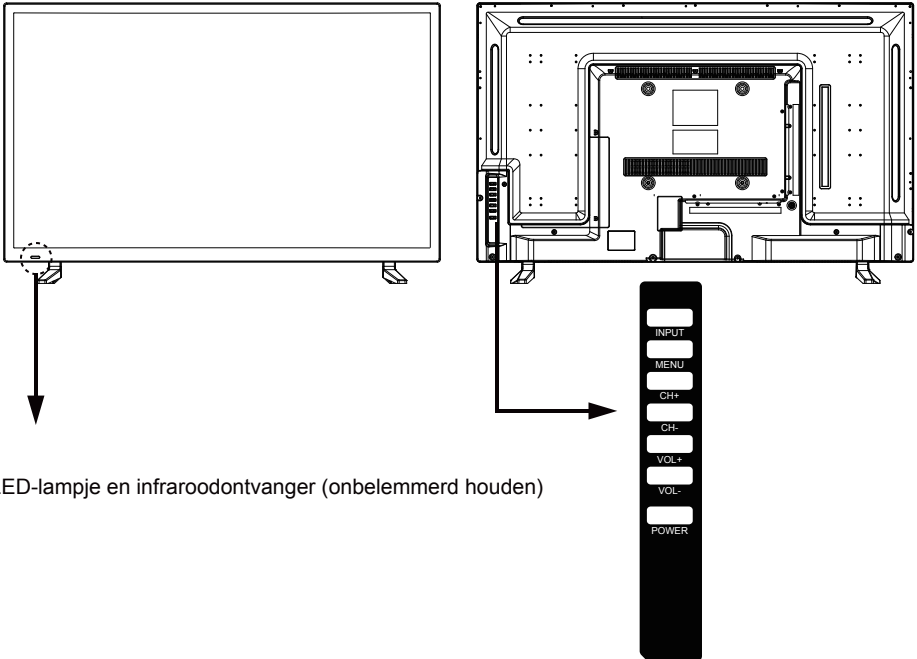 LED-lampje en infraroodontvanger (onbelemmerd houden)
INPUT
MENU
CH+
CH-
VOL+
VOL-
POWER